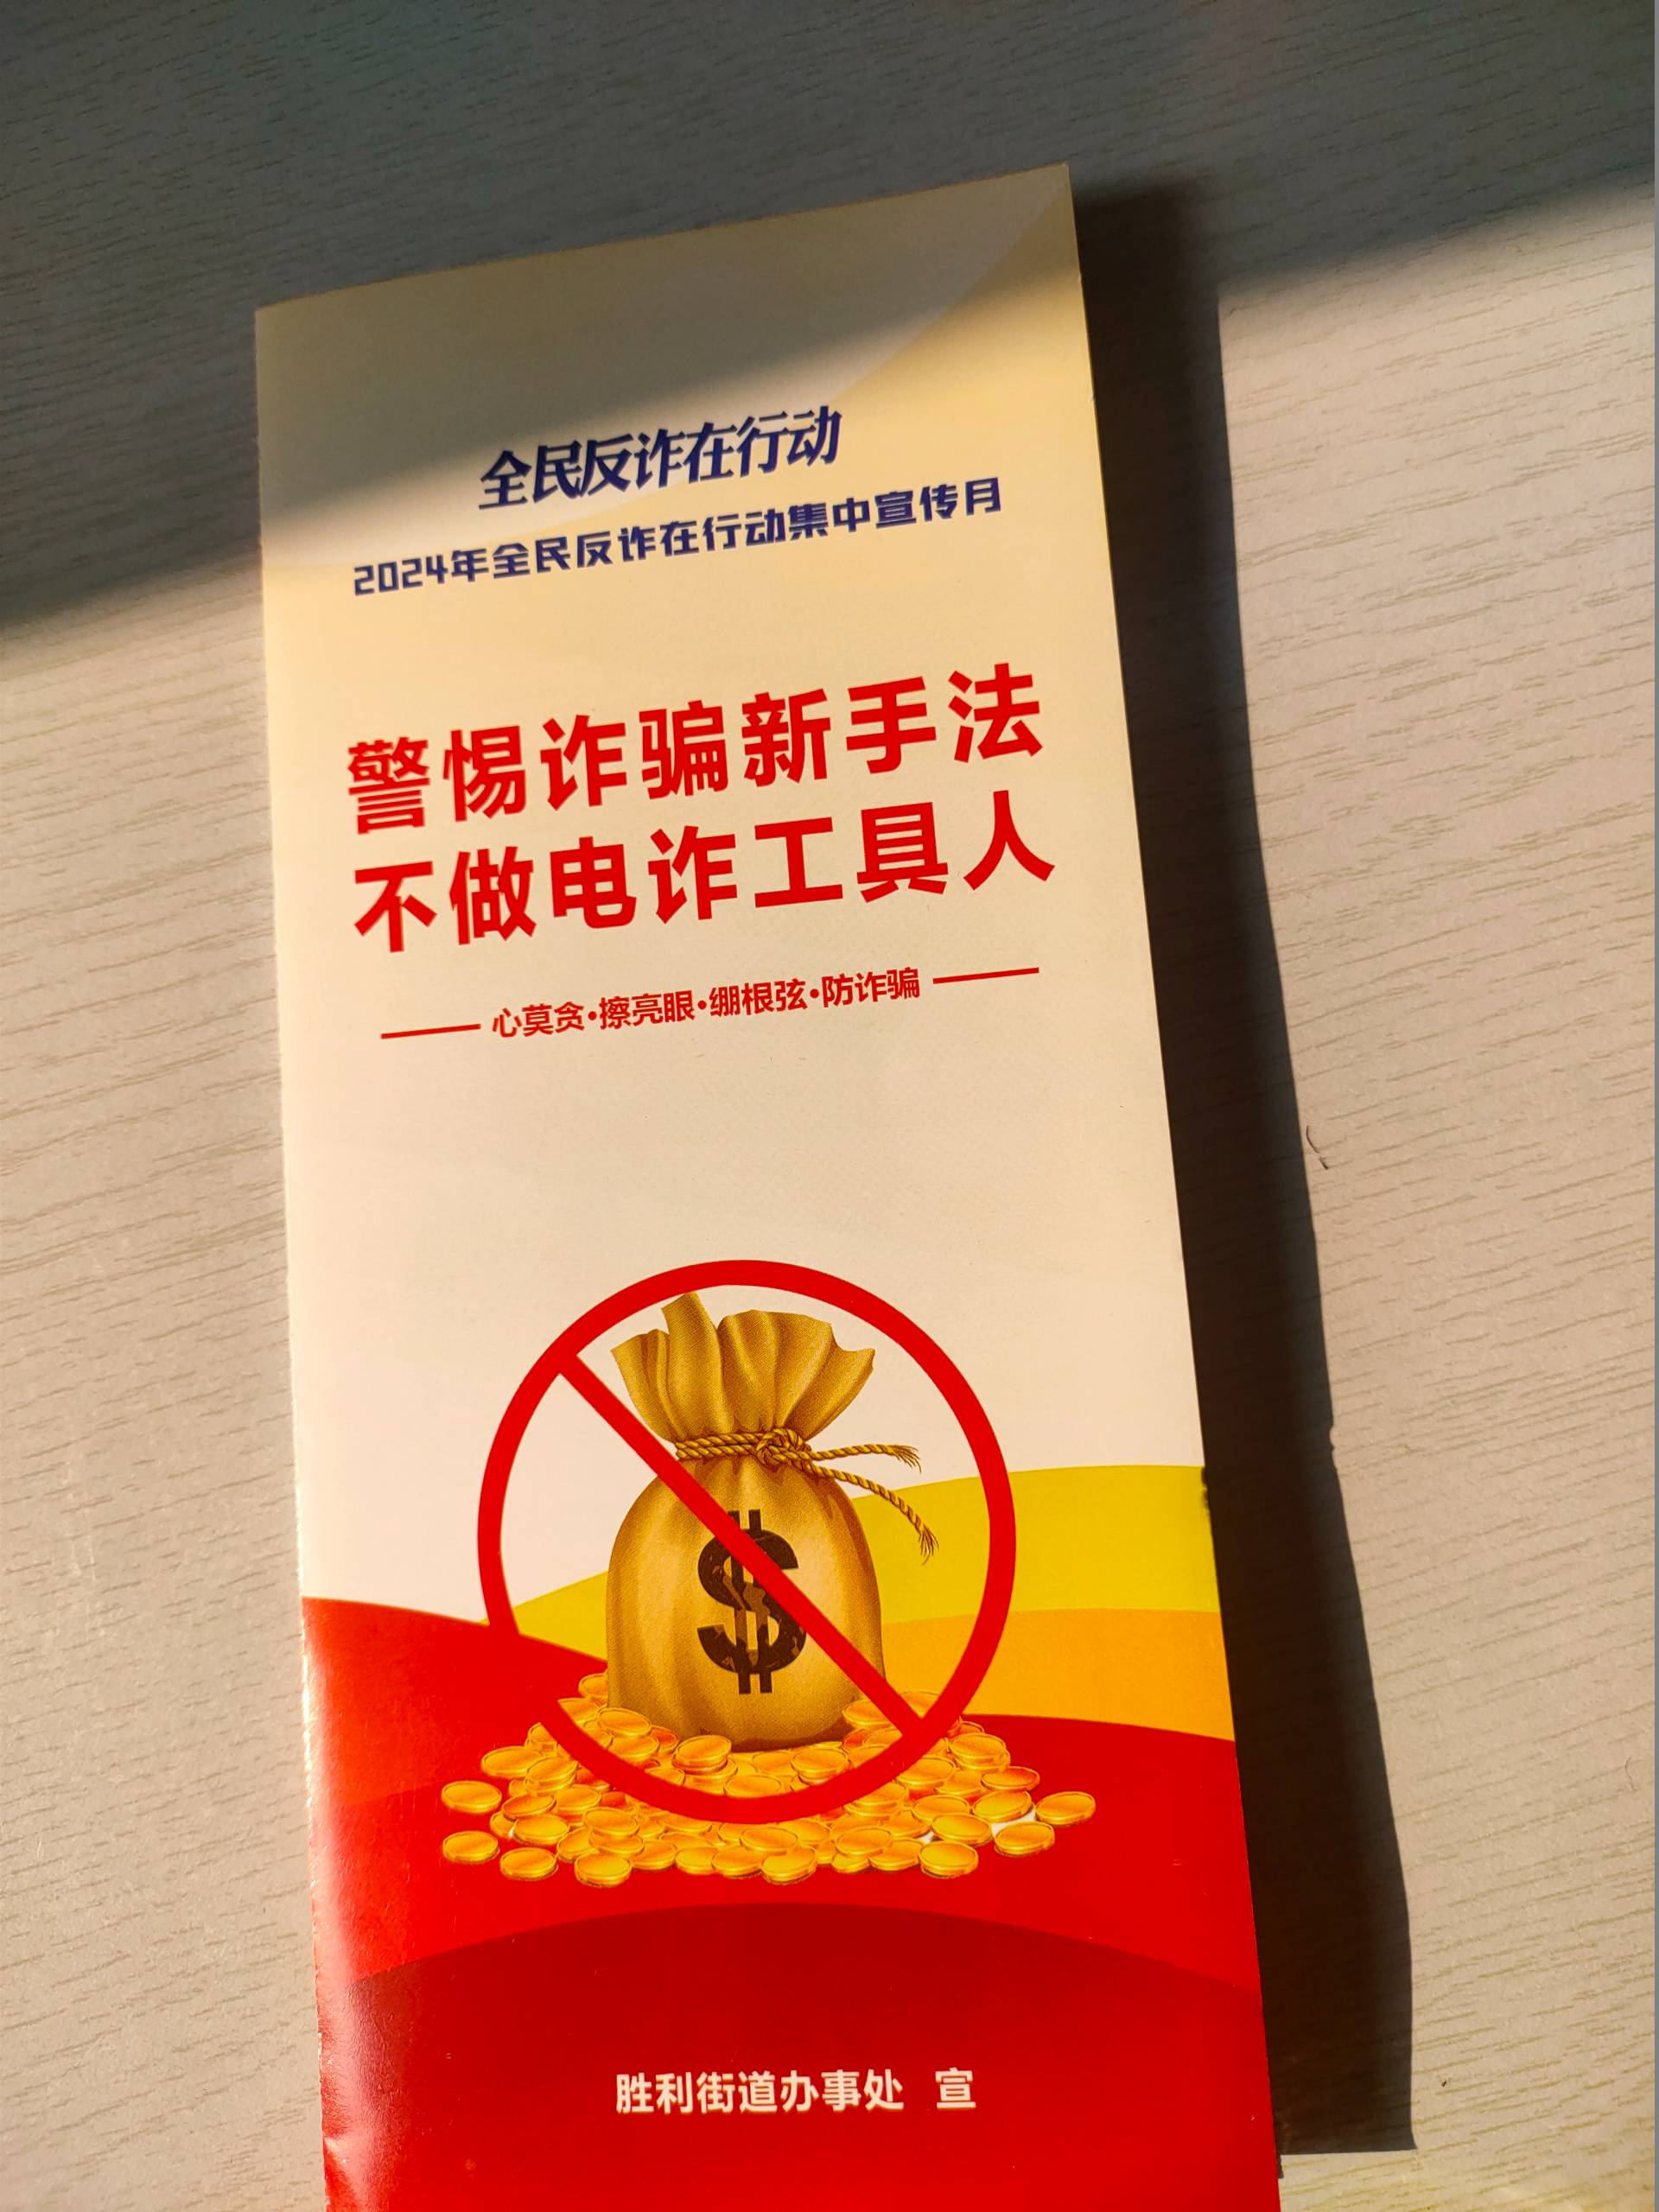 全民反诈在行动
2024年全民反诈在行动集中宣传月
警惕诈骗新手法
不做电诈工具人
心莫贪·擦亮眼·绷根弦·防诈骗
$
胜利街道办事处 宣